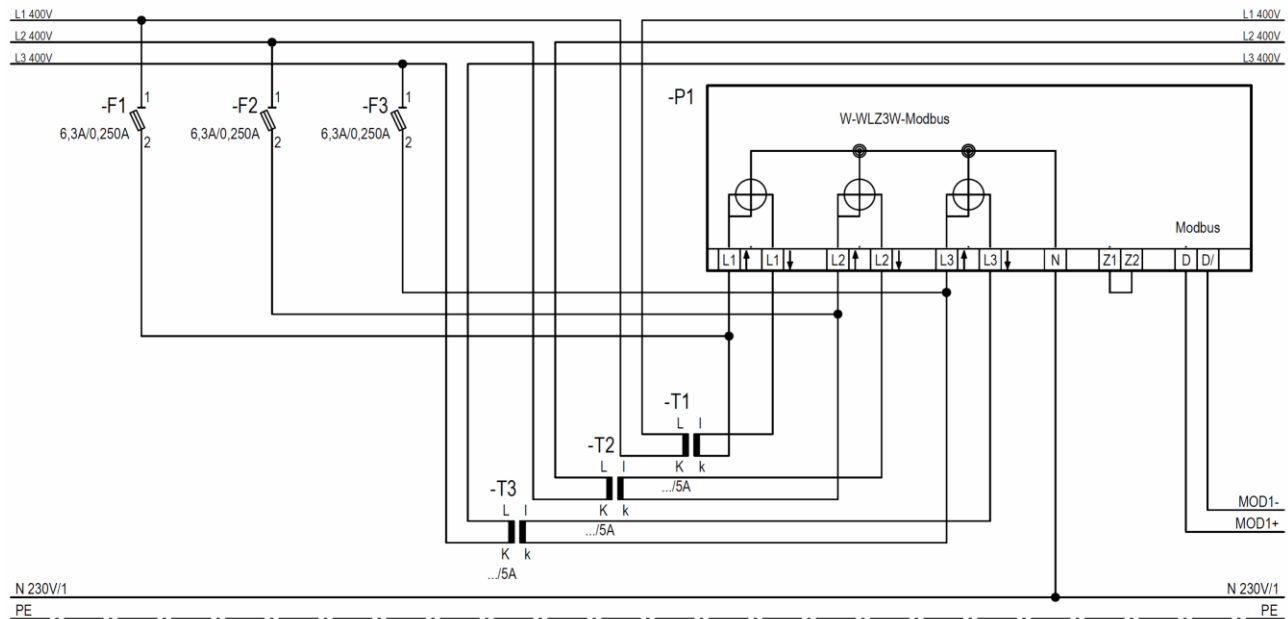 L1 400V L1 400V
L2 400V L2 400V
L3 400V L3 400V
-P1
-F1 1 -F2 1 -F3 1
6,3A/0,250A 2 6,3A/0,250A 2 6,3A/0,250A 2
W-WLZ3W-Modbus
Modbus
L1 L1 L2 L2 L3 L3 N Z1 Z2 D D/
-T1
L l
K k
.../5A
-T2
L l
K k
.../5A
-T3
L l
K k
.../5A
MOD1-
MOD1+
N 230V/1 N 230V/1
PE PE